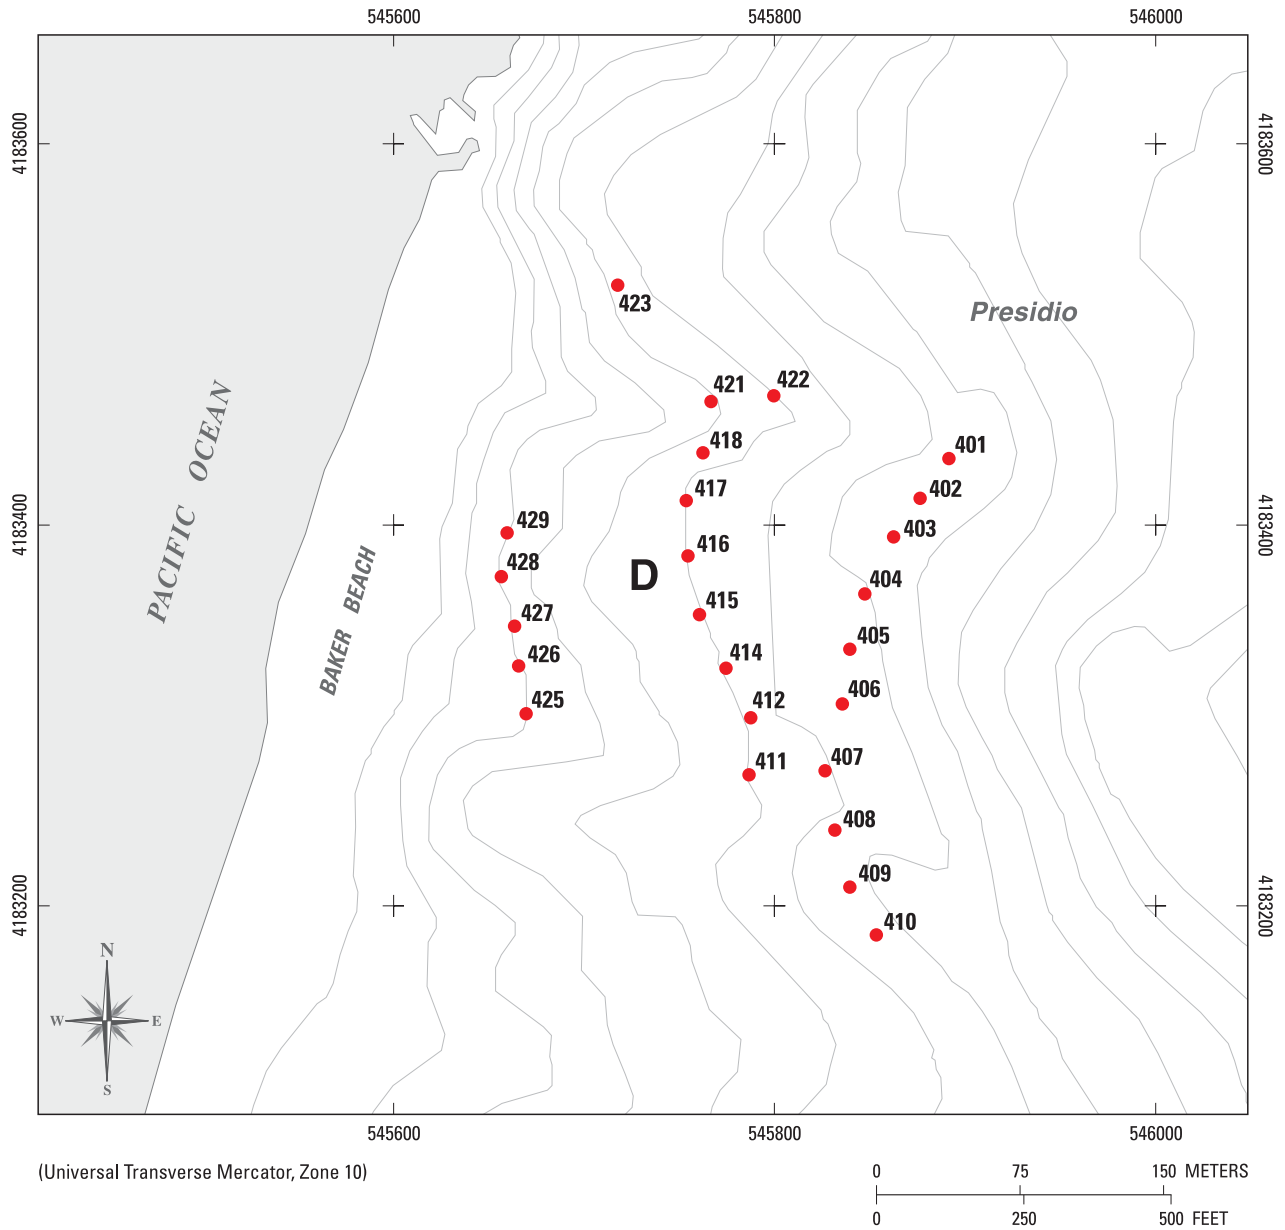 545600 545800 546000
4183600 4183600
423
Presidio
421 422
418 401
417 402
403
429 4183400 4183400
416
428 D 404
PACIFIC OCEAN
BAKER BEACH
427 415
405
426 414
406
425 412
411 407
408
409
4183200 4183200
410
N
W E
S
545600 545800 546000
(Universal Transverse Mercator, Zone 10)
0 75 150 METERS
0 250 500 FEET